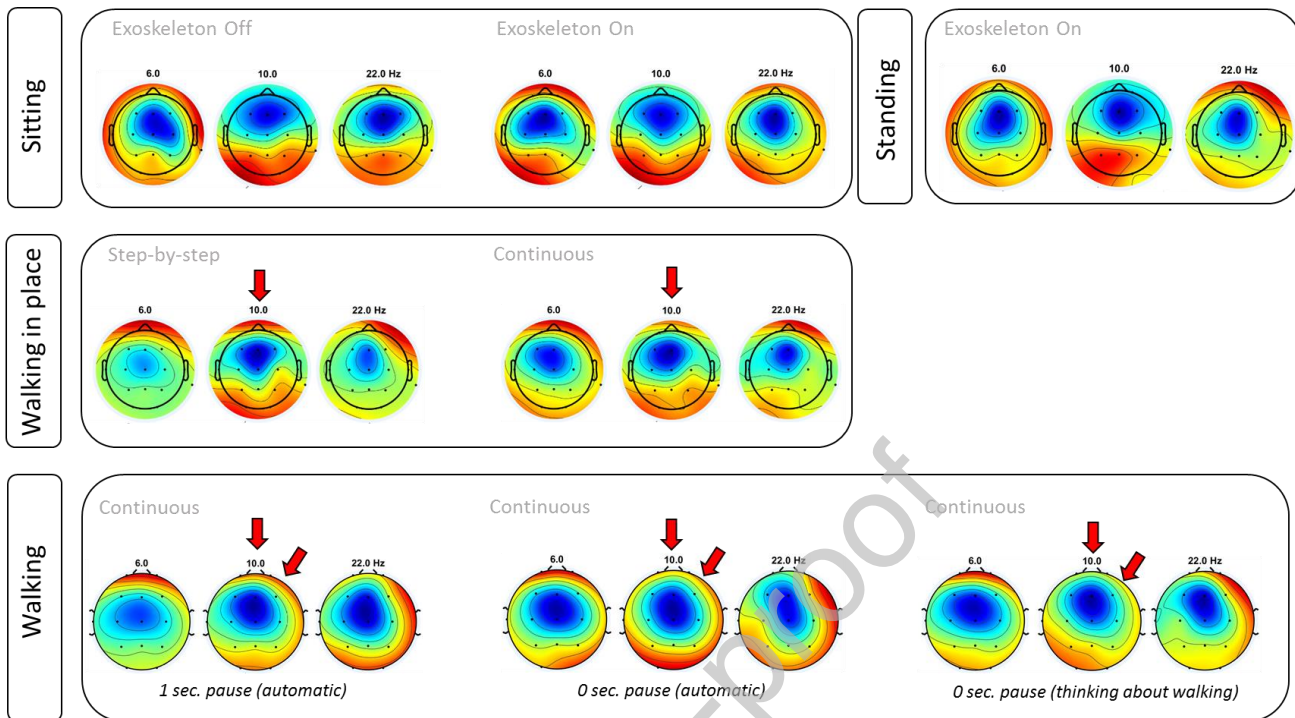 Sitting
Exoskeleton Off
6.0 10.0 22.0 Hz
Exoskeleton On
6.0 10.0 22.0 Hz
Standing
Exoskeleton On
6.0 10.0 22.0 Hz
Walking in place
Step-by-step
6.0 10.0 22.0 Hz
Continuous
6.0 10.0 22.0 Hz
Walking
Continuous
6.0 10.0 22.0 Hz
1 sec. pause (automatic)
Continuous
6.0 10.0 22.0 Hz
0 sec. pause (automatic)
Continuous
6.0 10.0 22.0 Hz
0 sec. pause (thinking about walking)